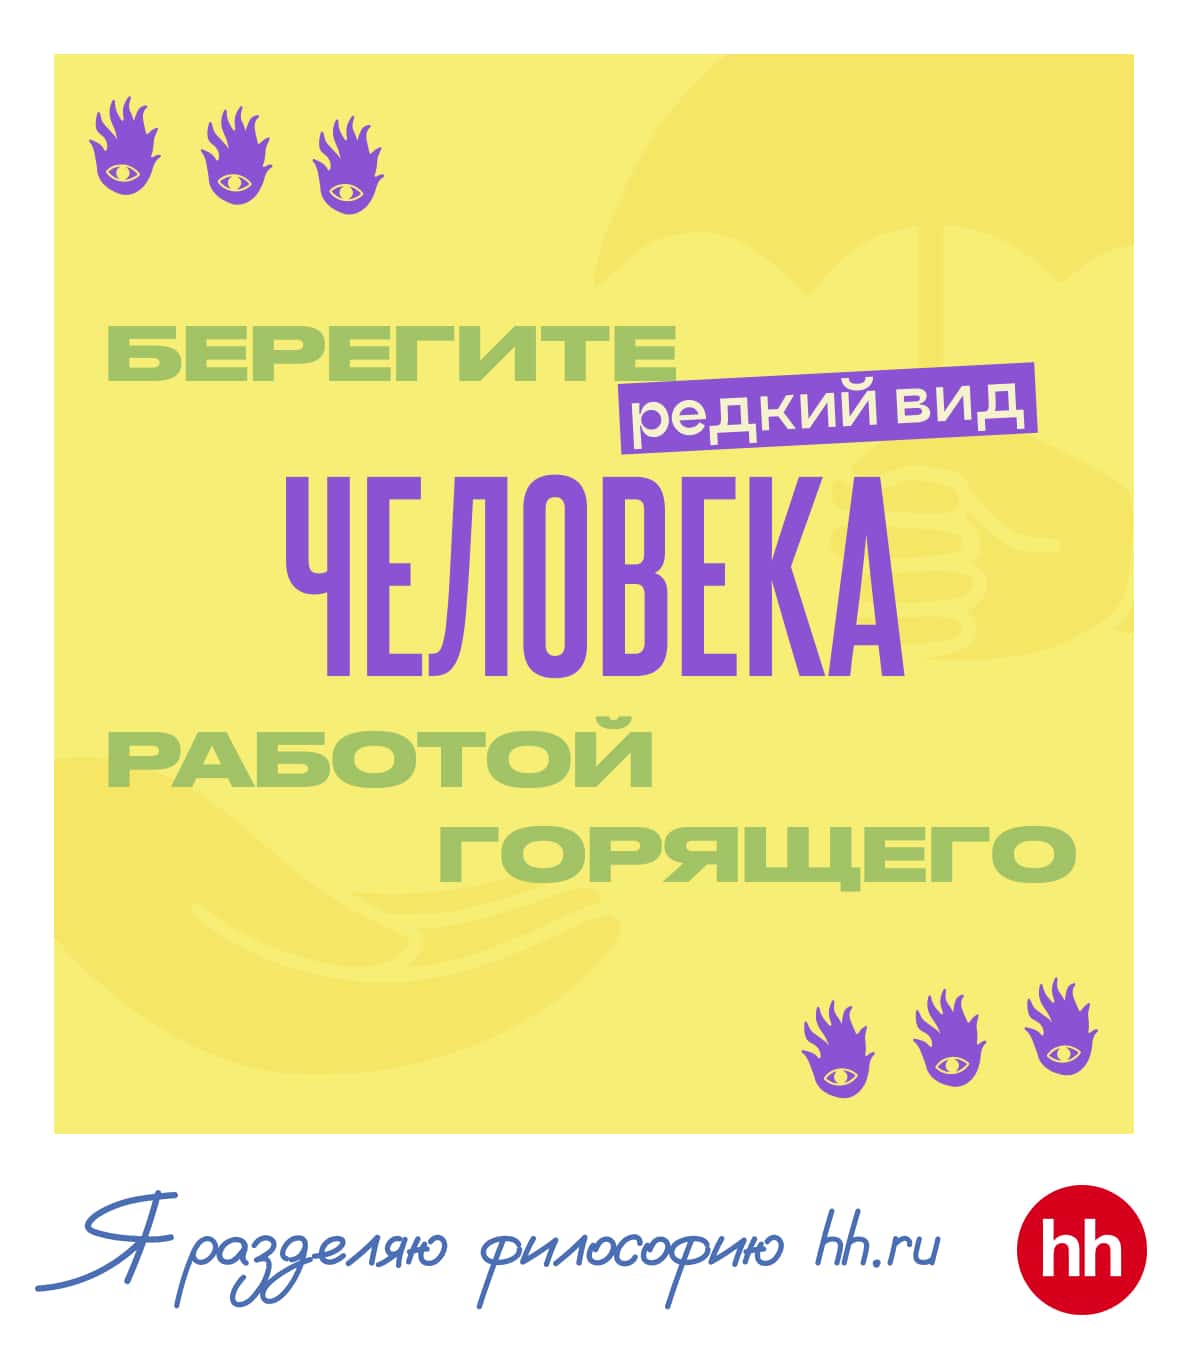 БЕРЕГИТЕ
редкий вид
ЧЕЛОВЕКА
РАБОТОЙ
ГОРЯЩЕГО
Я разделяю философию hh.ru
hh